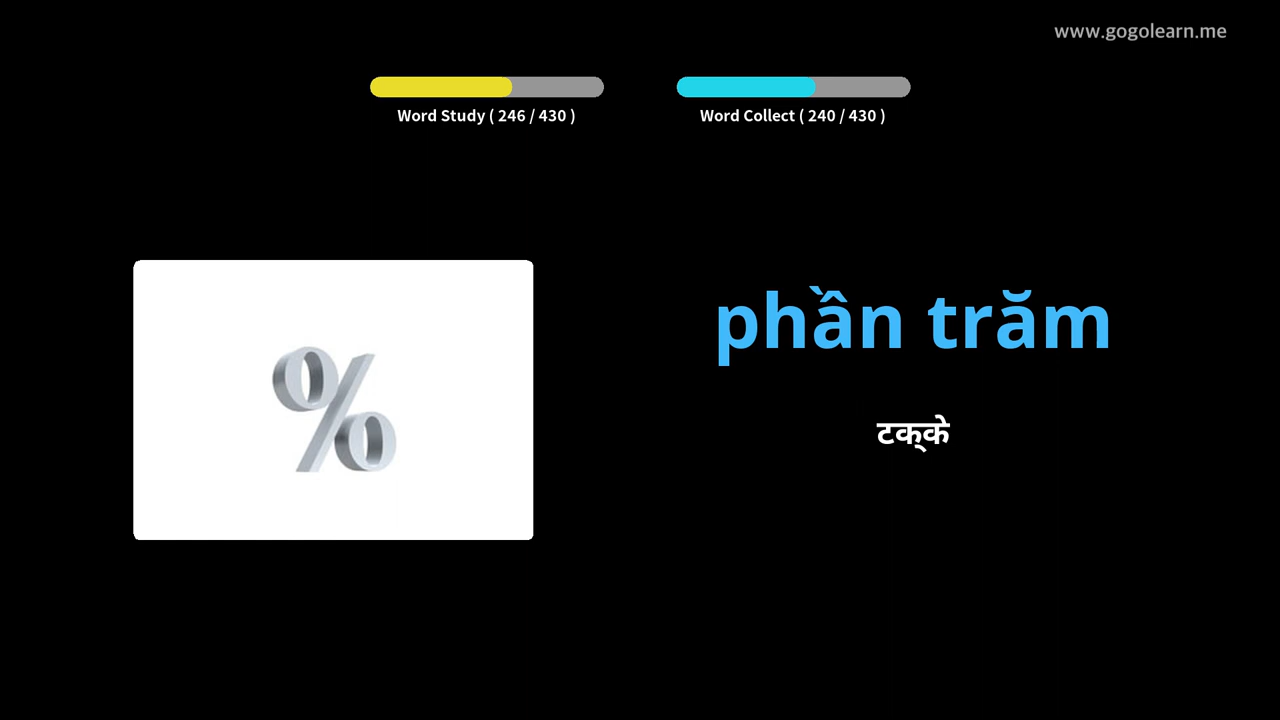 www.gogolearn.me
Word Study ( 246 / 430 )
Word Collect ( 240 / 430 )
%
phần trăm
टक्के